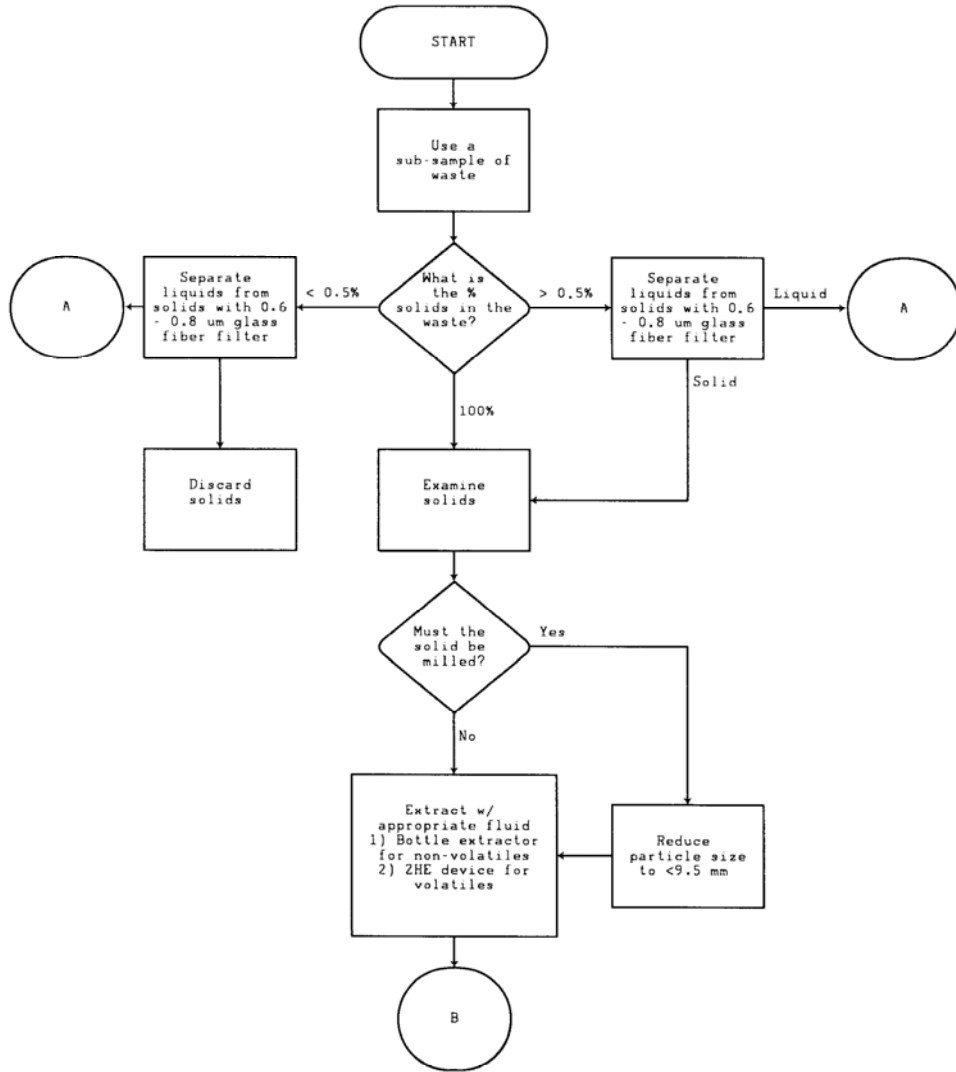 START
Use a
sub-sample of
waste
A
Separate
liquids from
solids with 0.6
- 0.8 um glass
fiber filter
< 0.5%
What is
the %
solids in the
waste?
> 0.5%
Separate
liquids from
solids with 0.6
- 0.8 um glass
fiber filter
Liquid
A
Solid
100%
Discard
solids
Examine
solids
Must the
solid be
milled?
Yes
No
Extract w/
appropriate fluid
1) Bottle extractor
for non-volatiles
2) ZHE device for
volatiles
Reduce
particle size
to <9.5 mm
B